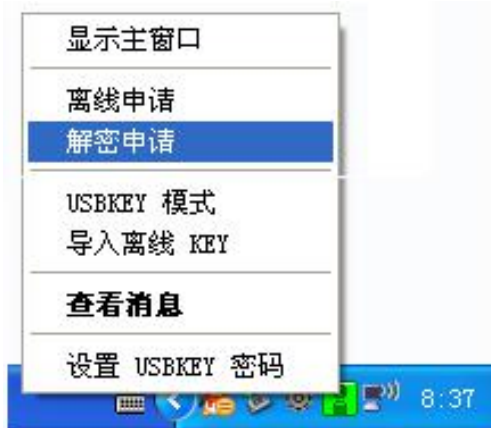 显示主窗口
离线申请
解密申请
USBKEY 模式
导入离线 KEY
查看消息
设置 USBKEY 密码
8:37